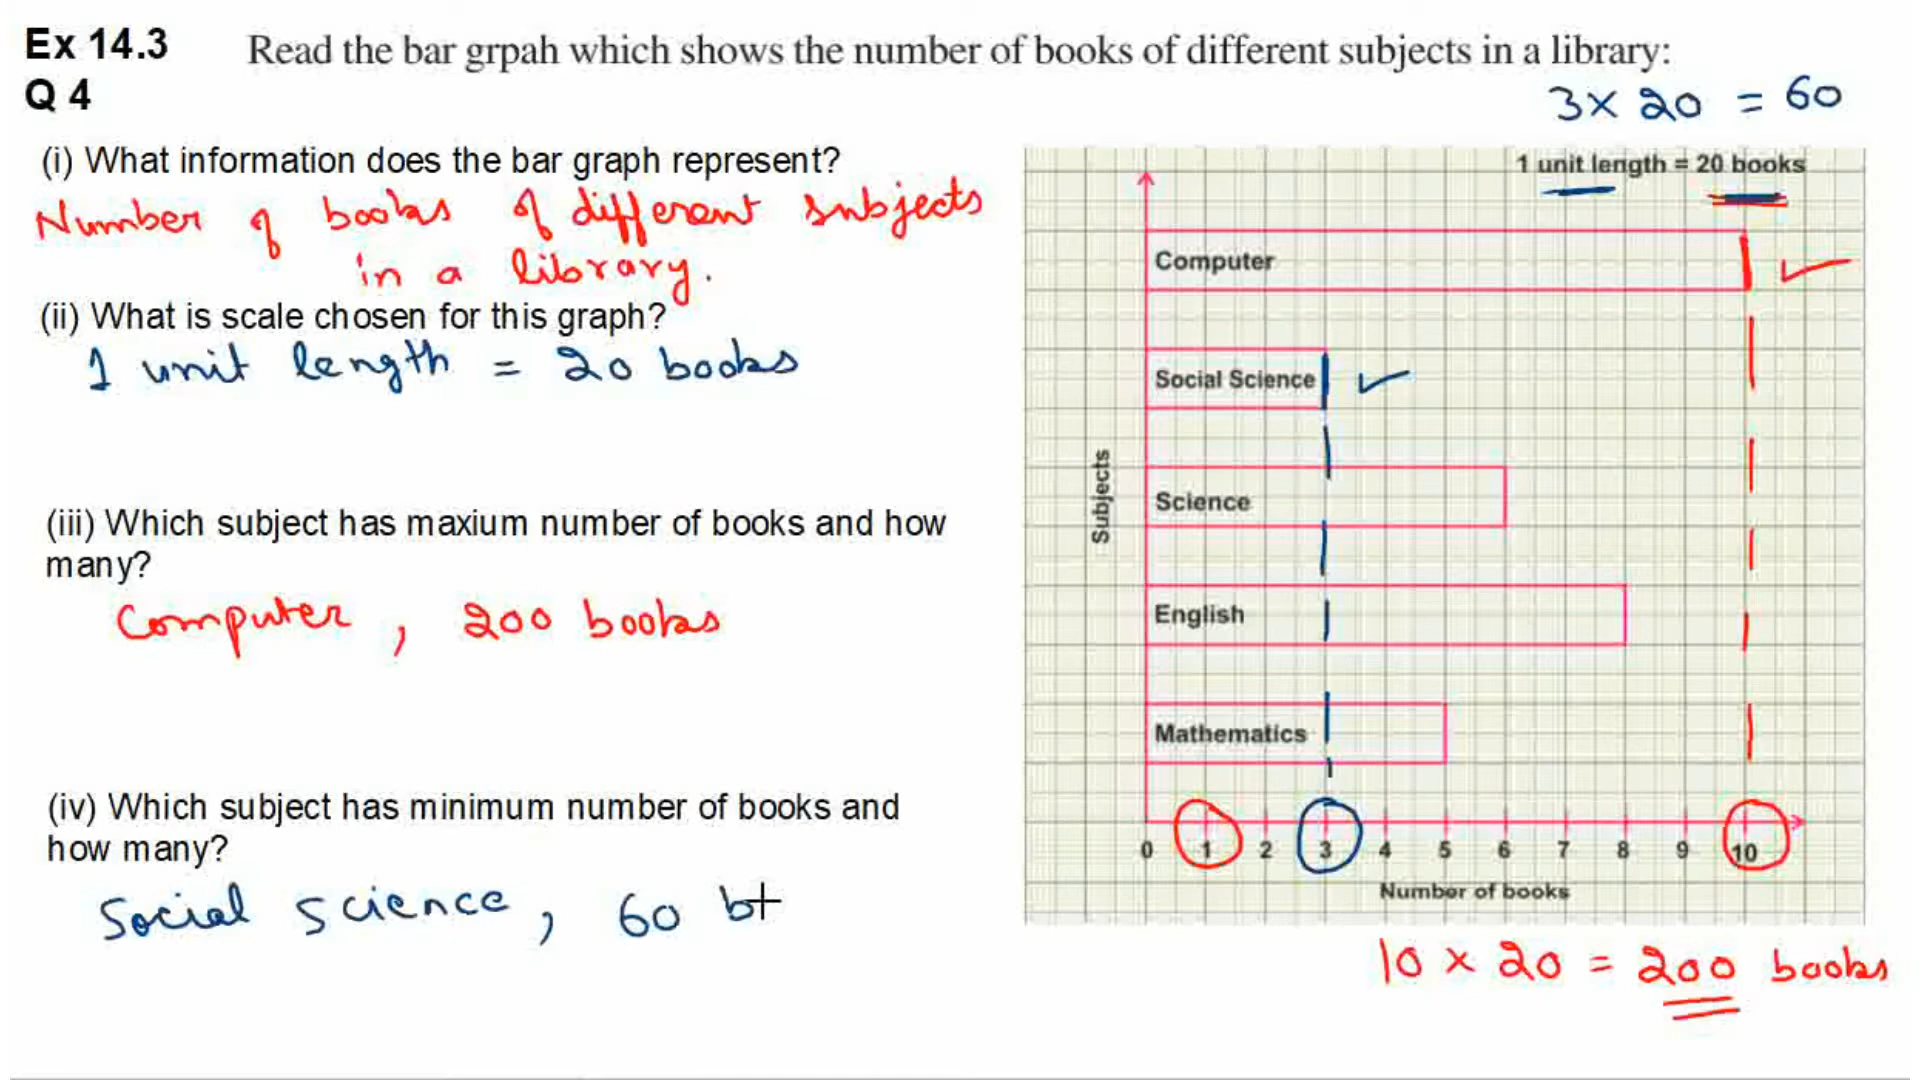 Ex 14.3 Read the bar grpah which shows the number of books of different subjects in a library:
Q 4
3 x 20 = 60
(i) What information does the bar graph represent?
Number of books of different subjects
in a library.
(ii) What is scale chosen for this graph?
1 unit length = 20 books
(iii) Which subject has maxium number of books and how
many?
Computer , 200 books
(iv) Which subject has minimum number of books and
how many?
Social science , 60 b
1 unit length = 20 books
Computer
Social Science
Science
English
Mathematics
Subjects
0 1 2 3 4 5 6 7 8 9 10
Number of books
10 x 20 = 200 books